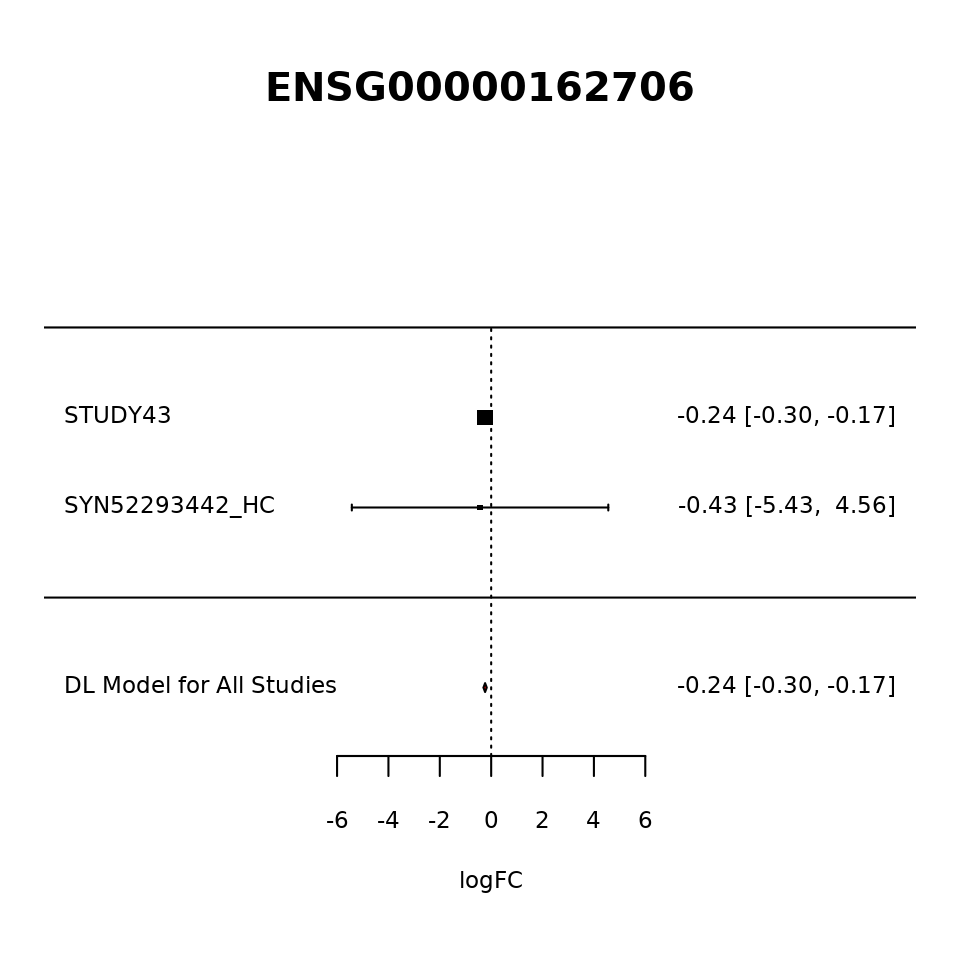 ENSG00000162706
STUDY43 -0.24 [-0.30, -0.17]
SYN52293442_HC -0.43 [-5.43,  4.56]
DL Model for All Studies -0.24 [-0.30, -0.17]
-6 -4 -2 0 2 4 6
logFC